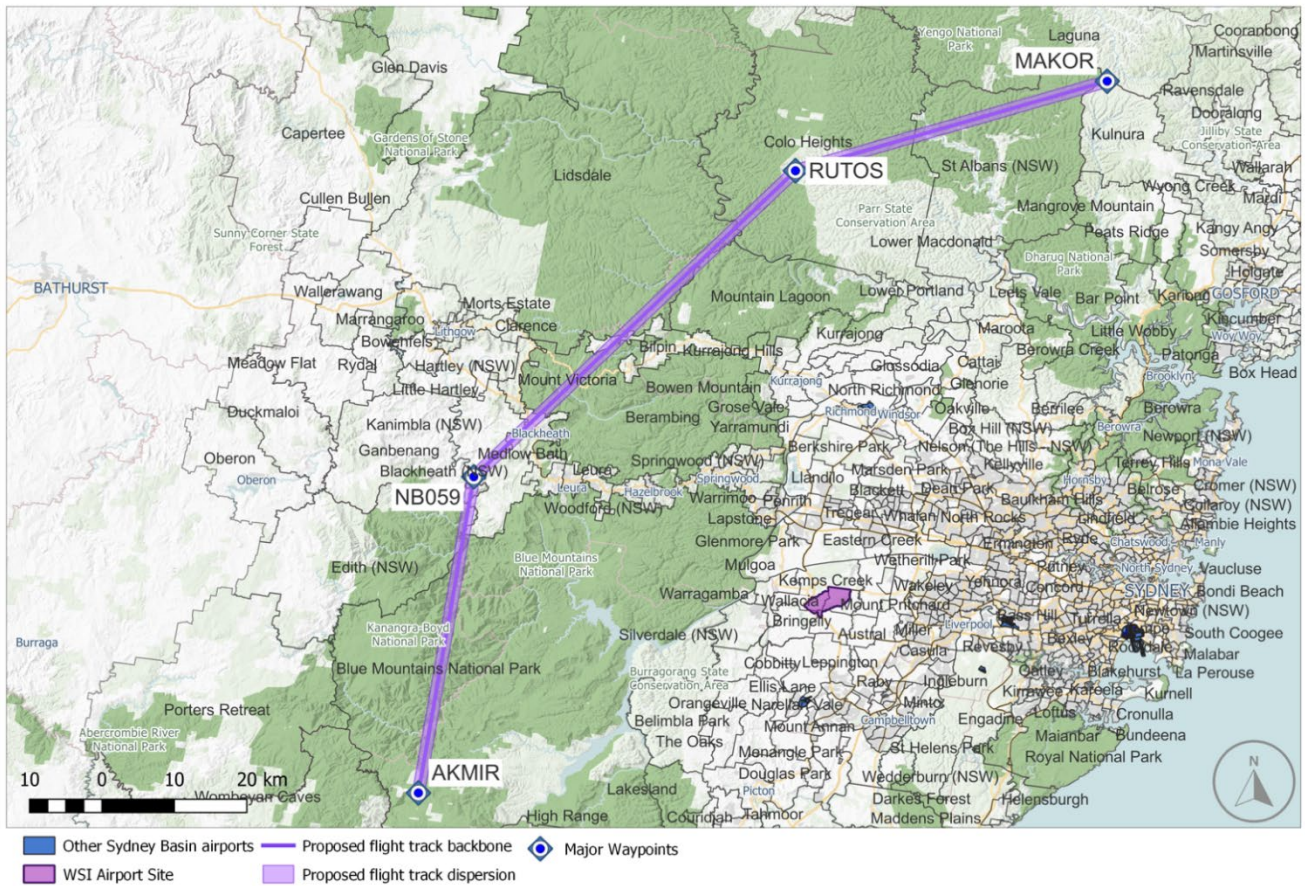 Cooranbong
Laguna
Yengo National
Park
Martinsville
MAKOR
Glen Davis
Ravensdale
Dooralong
Capertee
Kulnura
Jilliby State
Conservation Area
Gardens of Stone
National Park
Colo Heights
St Albans (NSW)
Wallarah
RUTOS
Lidsdale
Wyong Creek
Mardi
Cullen Bullen
Parr State
Conservation Area
Mangrove Mountain
Kangy Angy
Peats Ridge
Sunny Corner State
Forest
Lower Macdonald
Somersby
Dharug National
Park
Holgate
BATHURST
Wallerawang
Mountain Lagoon
Lower Portland
Leets Vale
Bar Point
Kariong
GOSFORD
Morts Estate
Kincumber
Marrangaroo
Clarence
Lithgow
Kurrajong
Maroota
Little Wobby
Woy Woy
Bowenfels
Bilpin
Kurrajong Hills
Berowra Creek
Patonga
Meadow Flat
Rydal
Hartley (NSW)
Glossodia
Cattai
Box Head
Mount Victoria
Kurrajong
Brooklyn
Little Hartley
Bowen Mountain
North Richmond
Glenorie
Duckmaloi
Berambing
Grose Vale
Richmond
Windsor
Oakville
Berrilee
Berowra
Kanimbla (NSW)
Yarramundi
Box Hill (NSW)
Berowra
Blackheath
Newport (NSW)
Ganbenang
Medlow Bath
Berkshire Park
Nelson
The Hills
NSW)
Oberon
Blackheath (NSW)
Leura
Springwood (NSW)
Marsden Park
Kellyville
Terrey Hills
Mona Vale
Oberon
Llandilo
Leura
Hazelbrook
Springwood
Hornsby
Belrose
Cromer (NSW)
NB059
Warrimoo
Penrith
Blackett
Dean Park
Baulkham Hills
Woodford (NSW)
Collaroy (NSW)
Lapstone
Tregear
Whalan
North Rocks
Lindfield
Allambie Heights
Glenmore Park
Eastern Creek
Ermington
Ryde
Chatswood
Manly
Blue Mountains
National Park
Mulgoa
Wetherill Park
Putney
North Sydney
Vaucluse
Edith (NSW)
Kemps Creek
Wakeley
Yennora
Concord
SYDNEY
Bondi Beach
Warragamba
Wallacia
Mount Pritchard
Newtown (NSW)
Bringelly
Bass Hill
Turrella
Kanangra-Boyd
National Park
Silverdale (NSW)
Austral
Miller
Liverpool
Bexley
South Coogee
Burraga
Casula
Revesby
Rockdale
Malabar
Blue Mountains National Park
Cobbitty
Leppington
Oatley
Blakehurst
La Perouse
Burragorang State
Conservation Area
Ellis Lane
Raby
Ingleburn
Kirrawee
Kareela
Kurnell
Porters Retreat
Orangeville
Narellan Vale
Minto
Loftus
Cronulla
Belimbla Park
Mount Annan
Campbelltown
Engadine
Bundeena
Abercrombie River
National Park
The Oaks
Maianbar
Menangle Park
St Helens Park
Royal National Park
AKMIR
Douglas Park
Wedderburn (NSW)
N
10 0 10 20 km
Lakesland
Picton
Darkes Forest
Helensburgh
Wombeyan Caves
High Range
Couridjah
Tahmoor
Maddens Plains
Other Sydney Basin airports
Proposed flight track backbone
Major Waypoints
WSI Airport Site
Proposed flight track dispersion